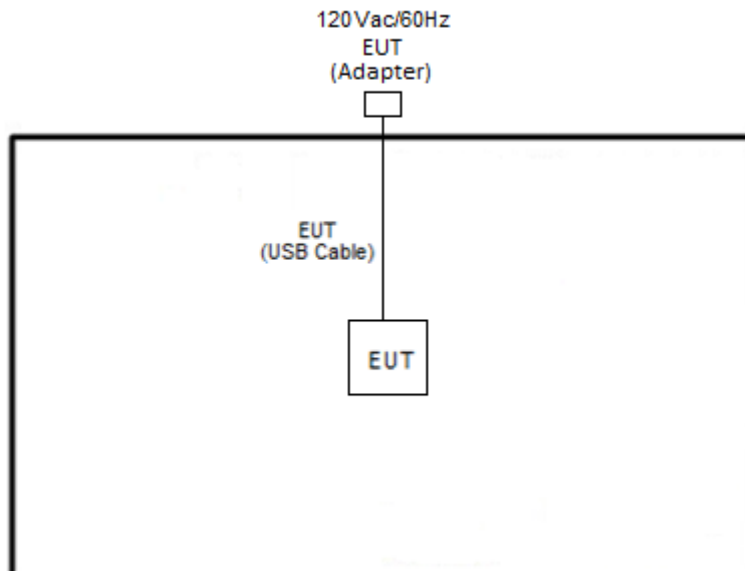 120Vac/60Hz
EUT
(Adapter)
EUT
(USB Cable)
EUT